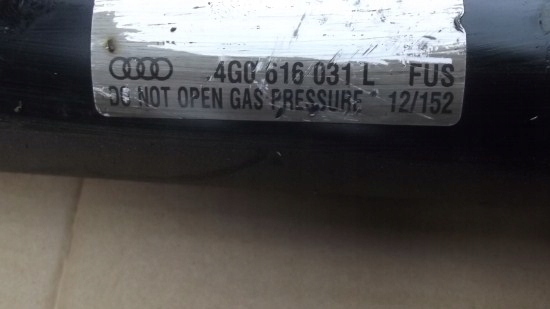 4G0 616 031 L FUS
DO NOT OPEN GAS PRESSURE 12/152